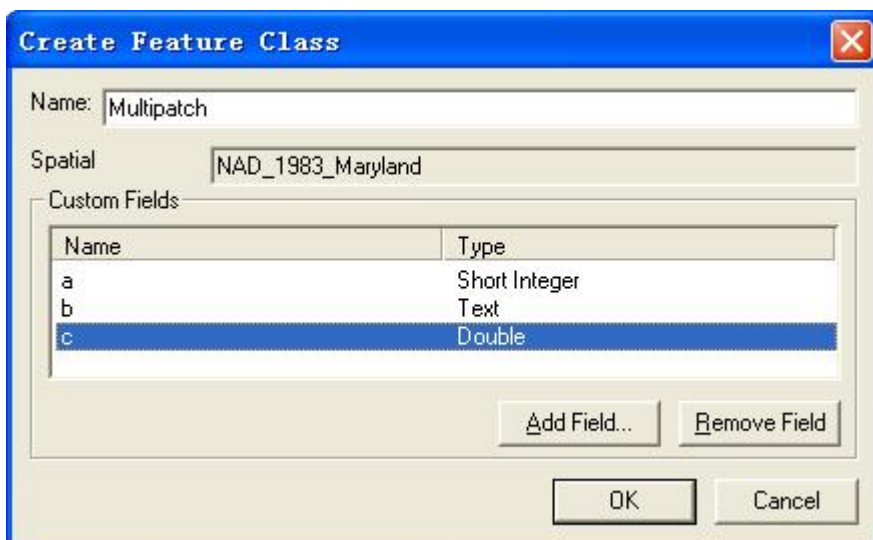 Create Feature Class
Name: Multipatch
Spatial NAD_1983_Maryland
Custom Fields
Name Type
a Short Integer
b Text
c Double
Add Field... Remove Field
OK Cancel